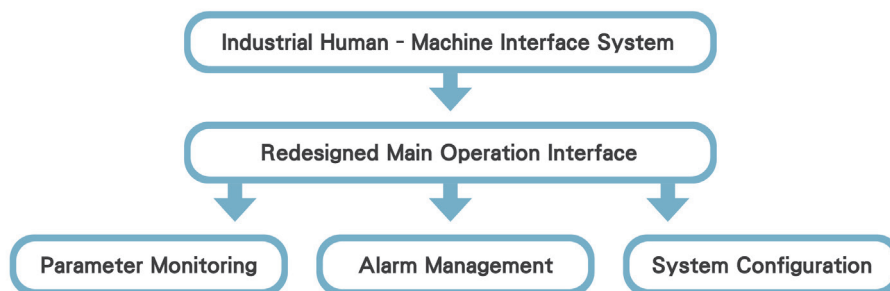 Industrial Human - Machine Interface System
Redesigned Main Operation Interface
Parameter Monitoring
Alarm Management
System Configuration